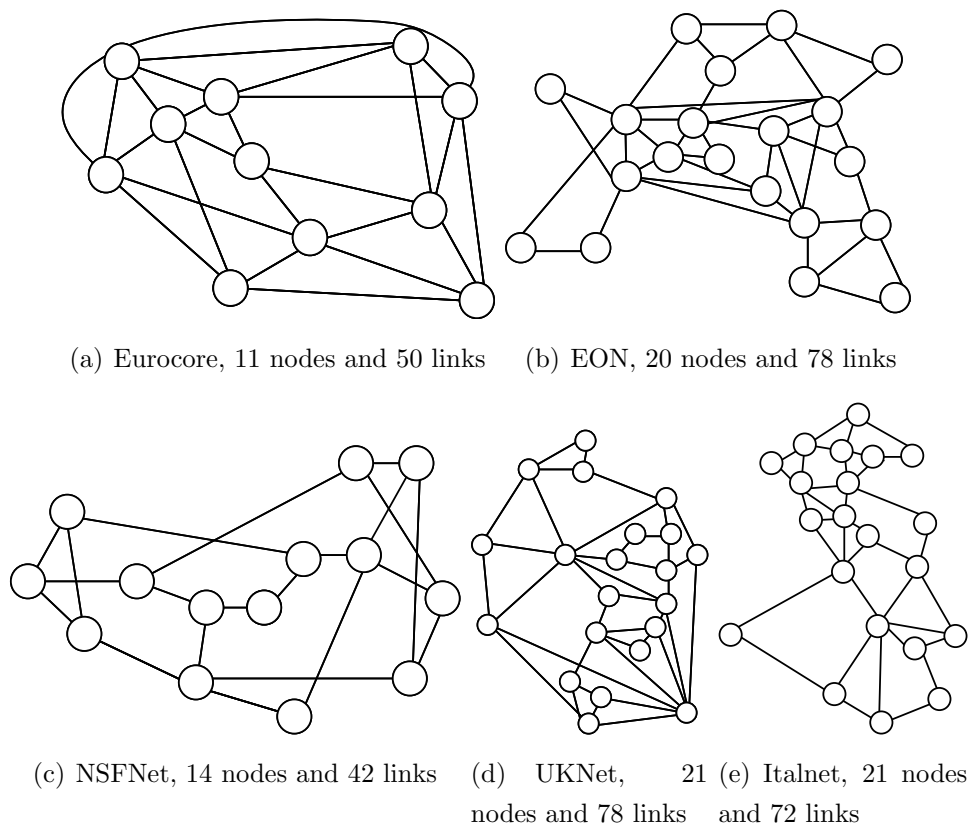 (a) Eurocore, 11 nodes and 50 links
(b) EON, 20 nodes and 78 links
(c) NSFNet, 14 nodes and 42 links
(d) UKNet, 21
nodes and 78 links
(e) Italnet, 21 nodes
and 72 links